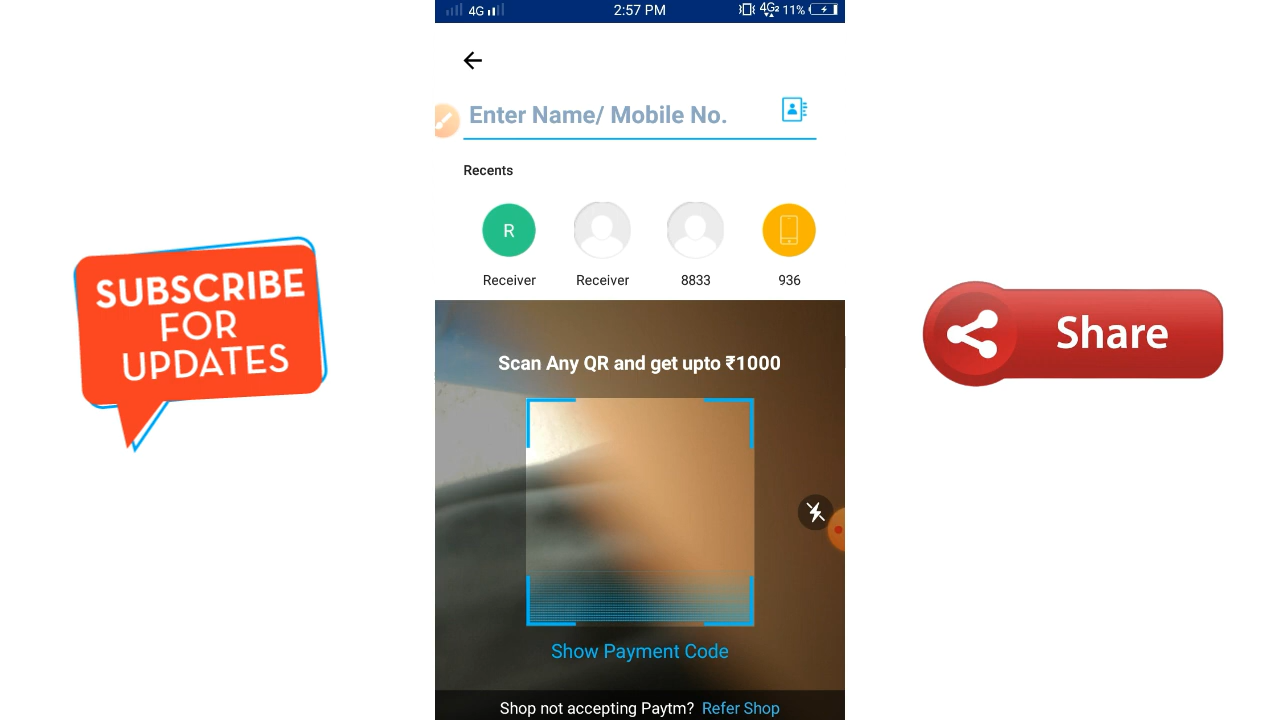 4G 2:57 PM 4G2 11%
Enter Name/ Mobile No.
Recents
R
Receiver Receiver 8833 936
SUBSCRIBE
FOR
UPDATES
Share
Scan Any QR and get upto ₹1000
Show Payment Code
Shop not accepting Paytm? Refer Shop